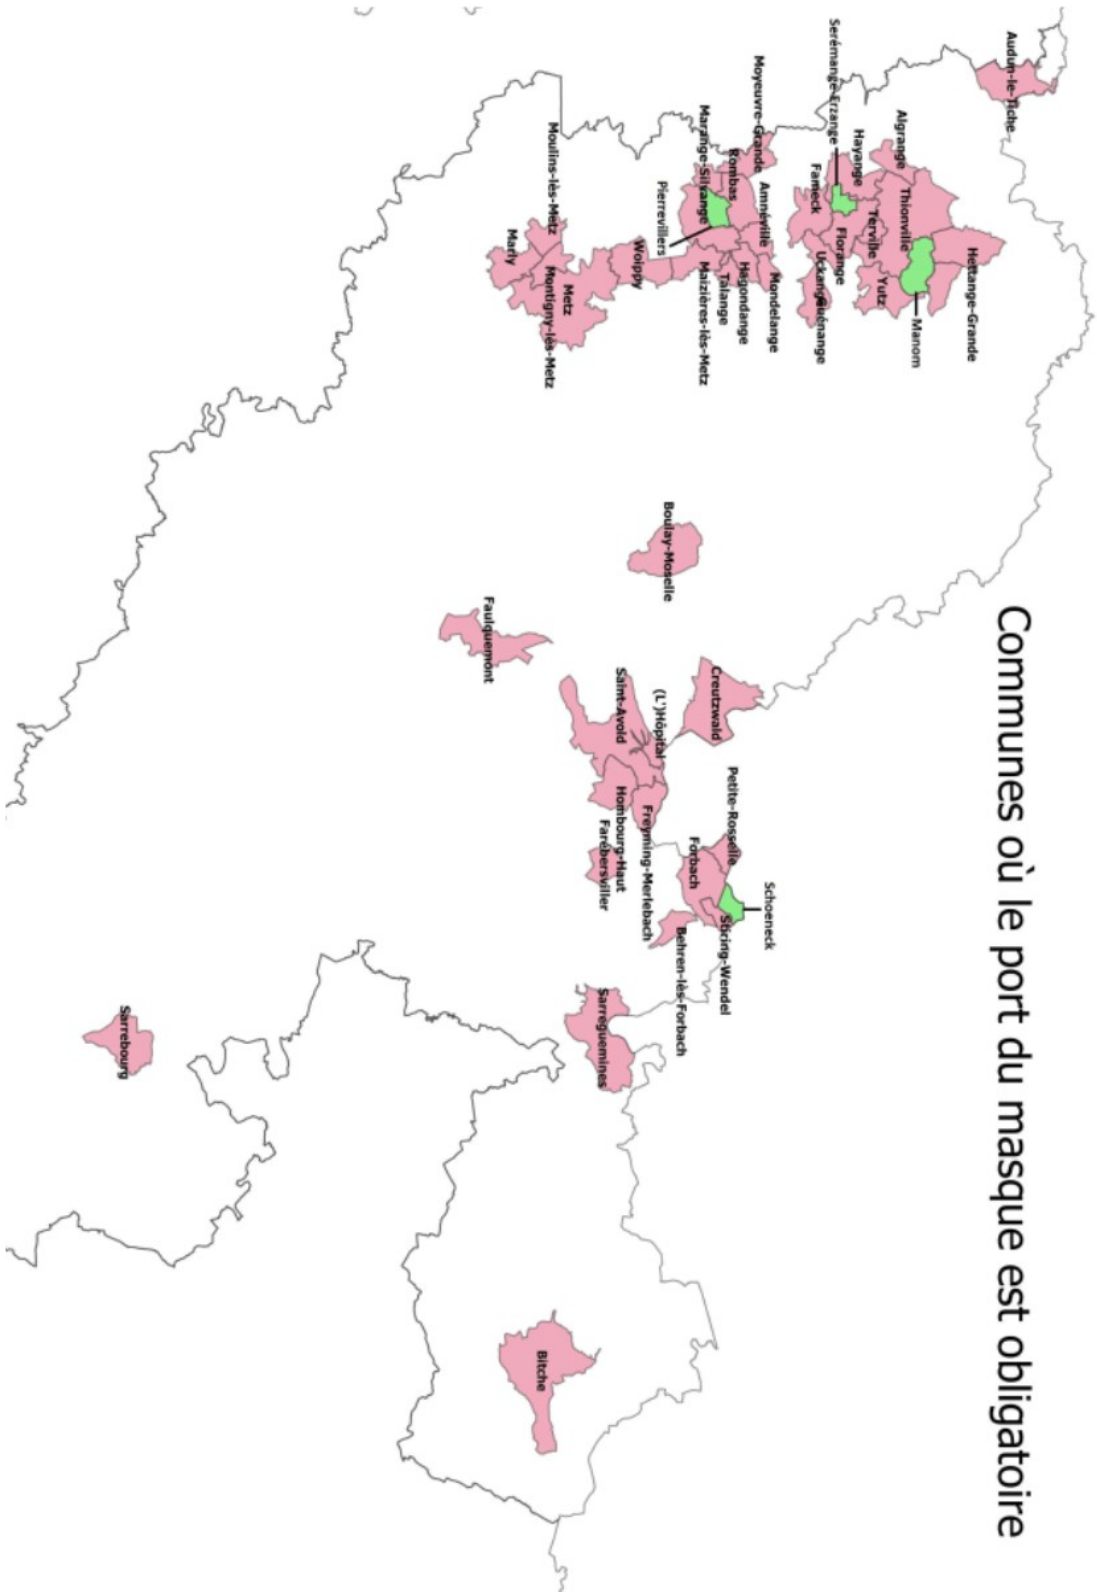 Communes où le port du masque est obligatoire
Audun-le-Tiche
Hettange-Grande
Manom
Algrange
Thionville
Yutz
Hayange
Terville
Serémange-Erzange
Florange
Fameck
Uckange
Guénange
Moyeuvre-Grande
Amnéville
Mondelange
Rombas
Hagondange
Talange
Marange-Silvange
Maizières-lès-Metz
Pierrevillers
Woippy
Moulins-lès-Metz
Metz
Montigny-lès-Metz
Marly
Boulay-Moselle
Faulquemont
Creutzwald
(L')Hôpital
Saint-Avold
Freyming-Merlebach
Hombourg-Haut
Farébersviller
Petite-Rosselle
Forbach
Schoeneck
Stiring-Wendel
Behren-lès-Forbach
Sarreguemines
Sarrebourg
Bitche